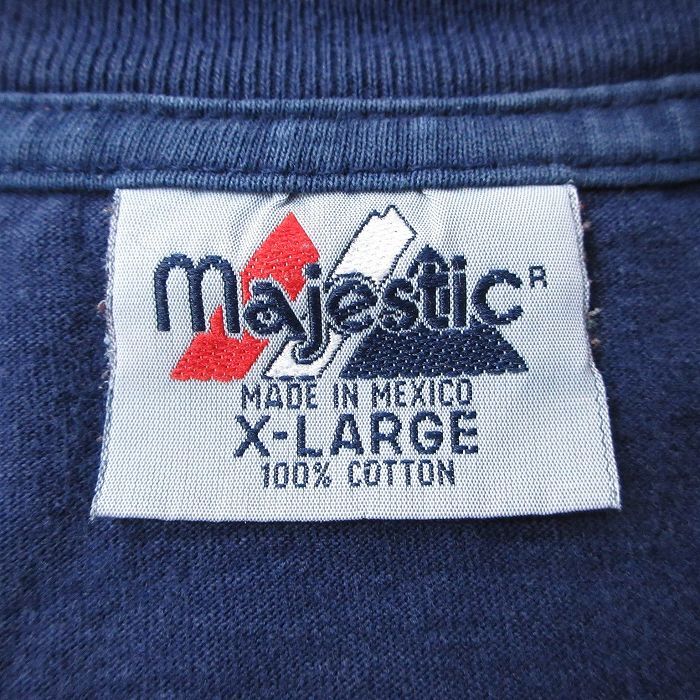 majestic R
MADE IN MEXICO
X-LARGE
100% COTTON